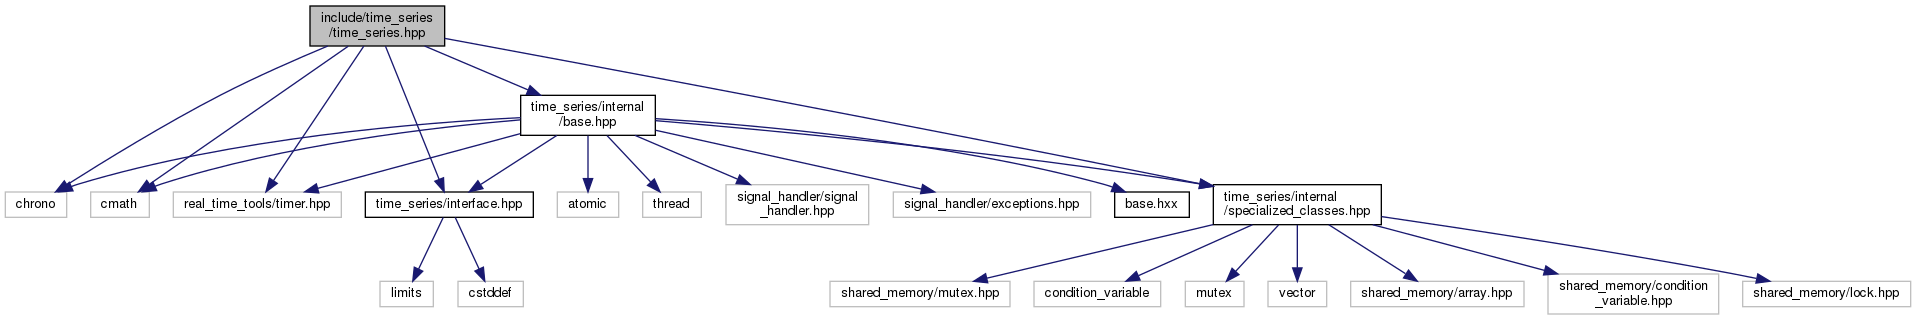 include/time_series
/time_series.hpp
time_series/internal
/base.hpp
chrono
cmath
real_time_tools/timer.hpp
time_series/interface.hpp
atomic
thread
signal_handler/signal
_handler.hpp
signal_handler/exceptions.hpp
base.hxx
time_series/internal
/specialized_classes.hpp
limits
cstddef
shared_memory/mutex.hpp
condition_variable
mutex
vector
shared_memory/array.hpp
shared_memory/condition
_variable.hpp
shared_memory/lock.hpp